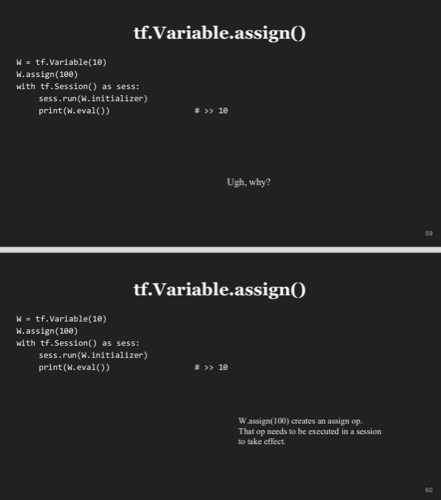 tf.Variable.assign()
W = tf.Variable(10)
W.assign(100)
with tf.Session() as sess:
sess.run(W.initializer)
print(W.eval()) # >> 10
Ugh, why?
59
tf.Variable.assign()
W = tf.Variable(10)
W.assign(100)
with tf.Session() as sess:
sess.run(W.initializer)
print(W.eval()) # >> 10
W.assign(100) creates an assign op.
That op needs to be executed in a session
to take effect.
60